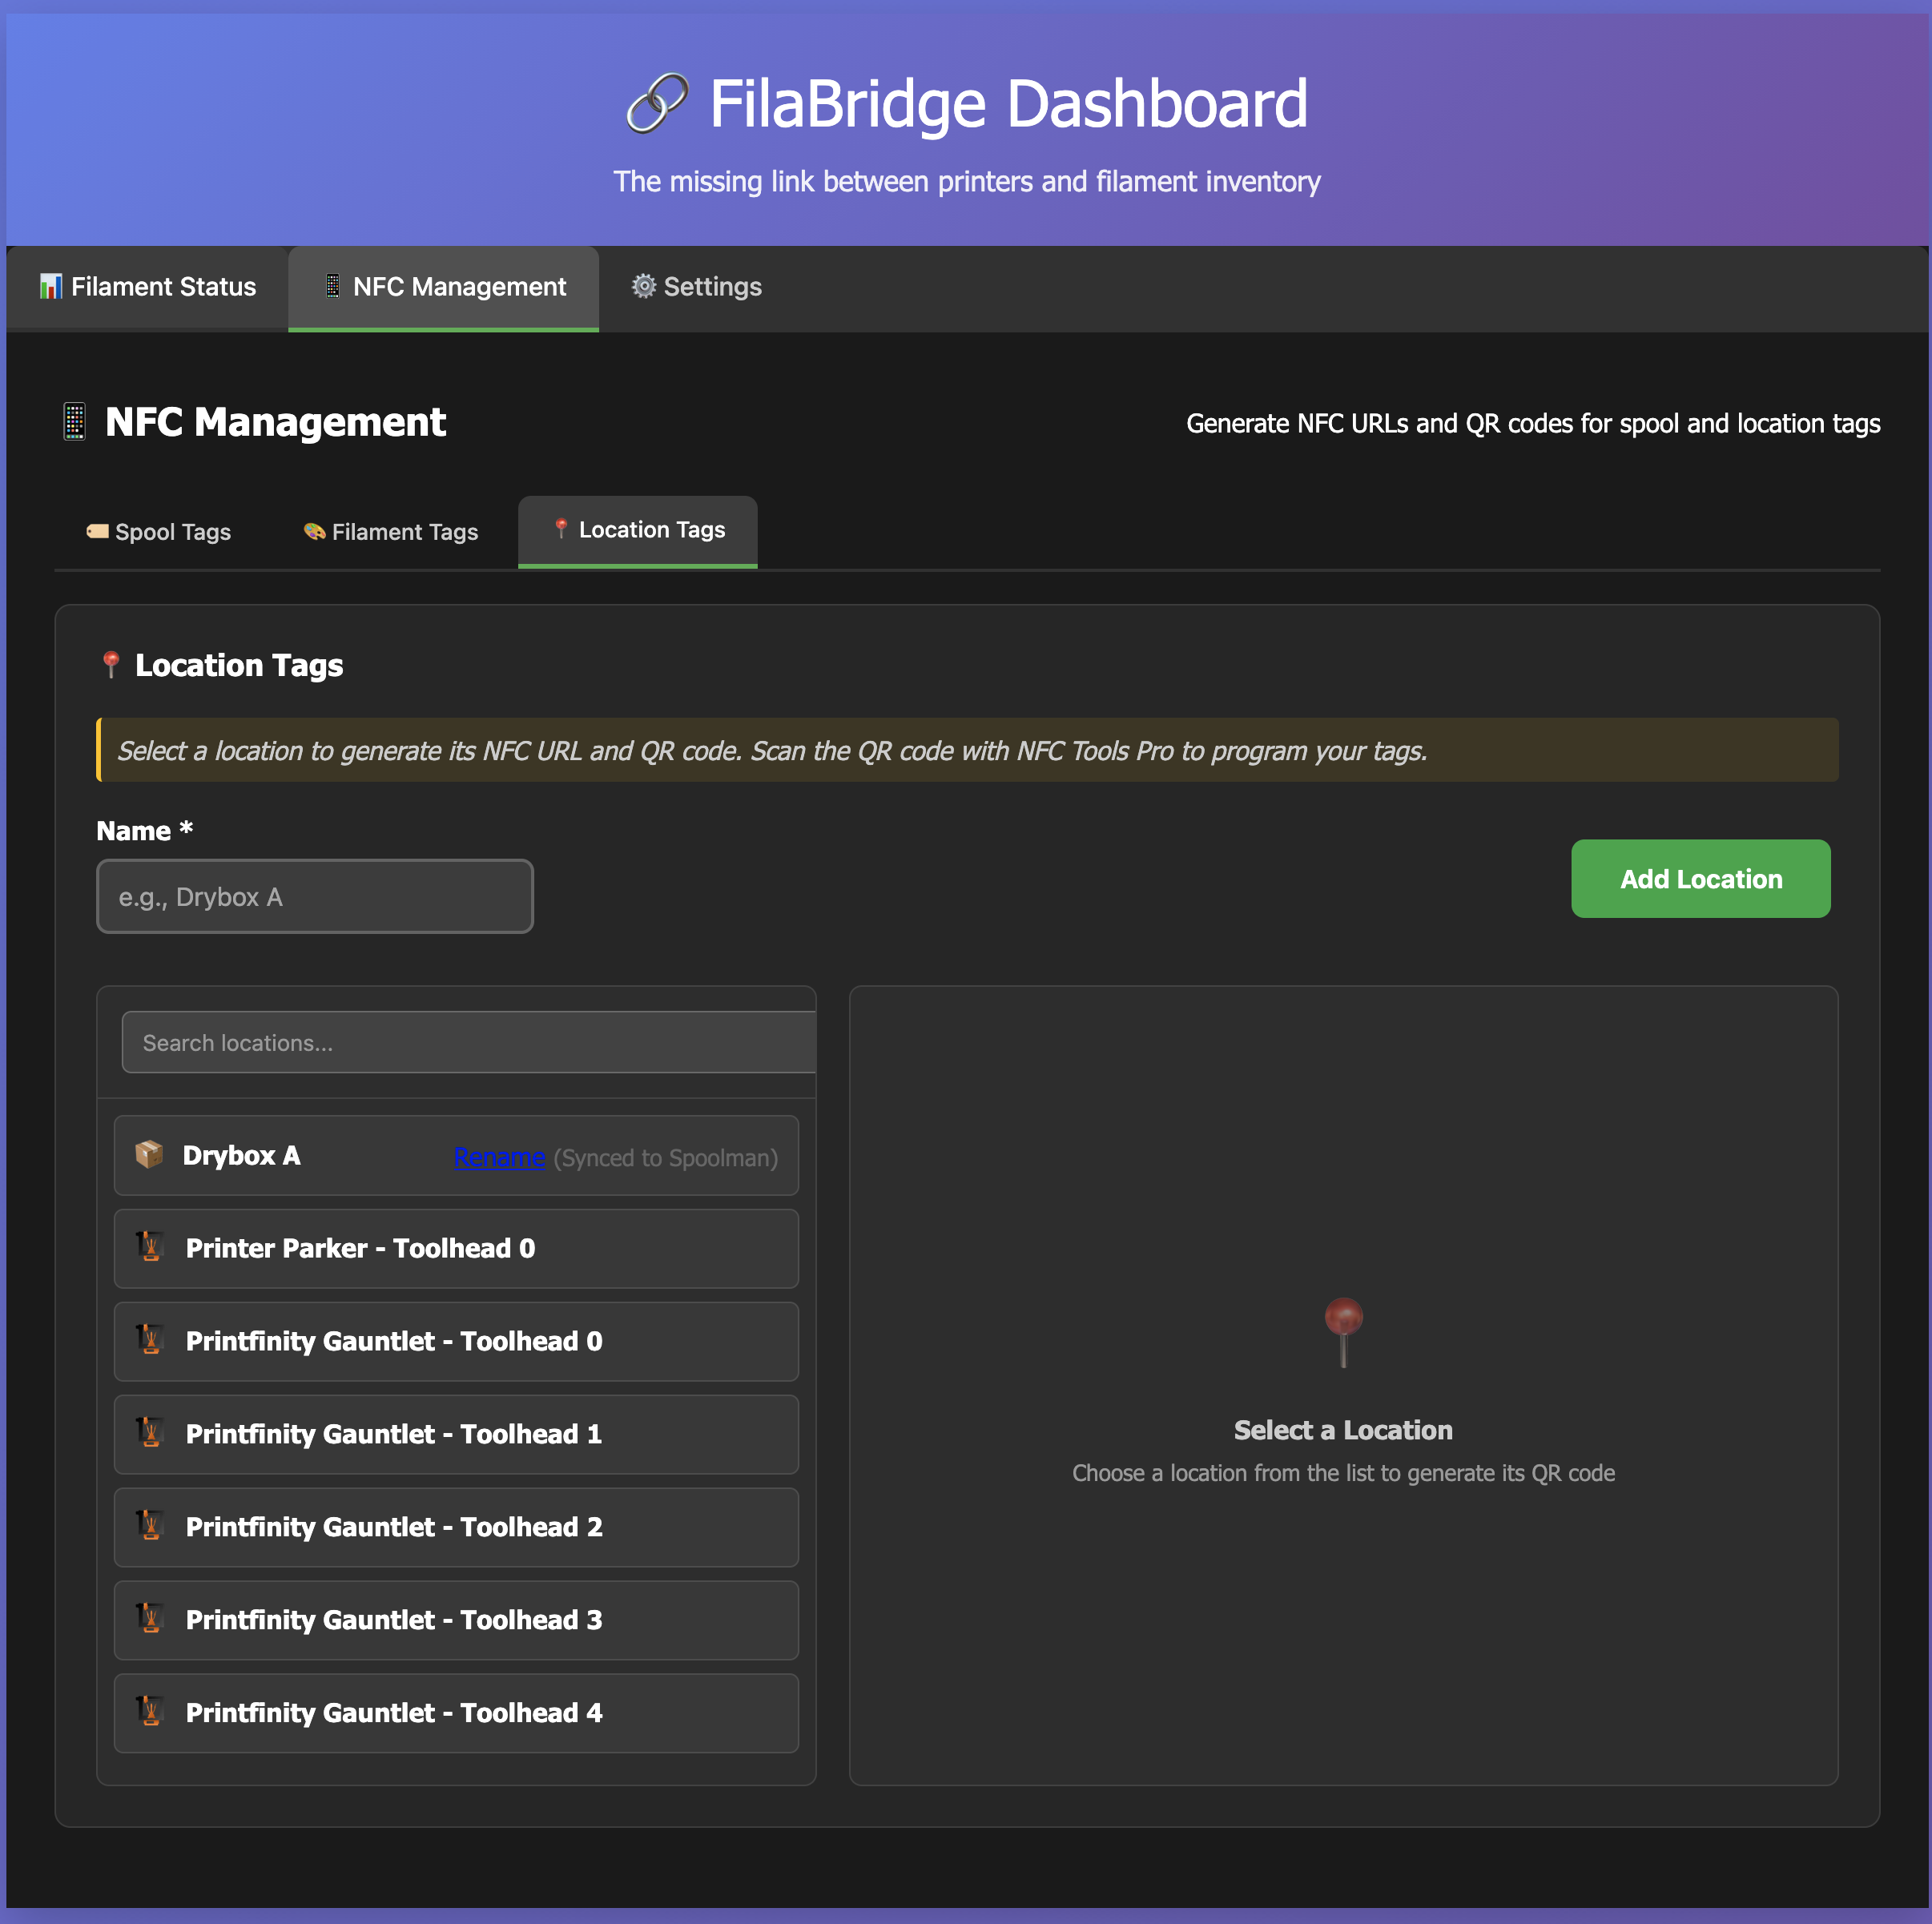 FilaBridge Dashboard
The missing link between printers and filament inventory
Filament Status
NFC Management
Settings
NFC Management
Generate NFC URLs and QR codes for spool and location tags
Spool Tags
Filament Tags
Location Tags
Location Tags
Select a location to generate its NFC URL and QR code. Scan the QR code with NFC Tools Pro to program your tags.
Name *
e.g., Drybox A
Add Location
Search locations...
Drybox A
Rename (Synced to Spoolman)
Printer Parker - Toolhead 0
Printfinity Gauntlet - Toolhead 0
Printfinity Gauntlet - Toolhead 1
Printfinity Gauntlet - Toolhead 2
Printfinity Gauntlet - Toolhead 3
Printfinity Gauntlet - Toolhead 4
Select a Location
Choose a location from the list to generate its QR code